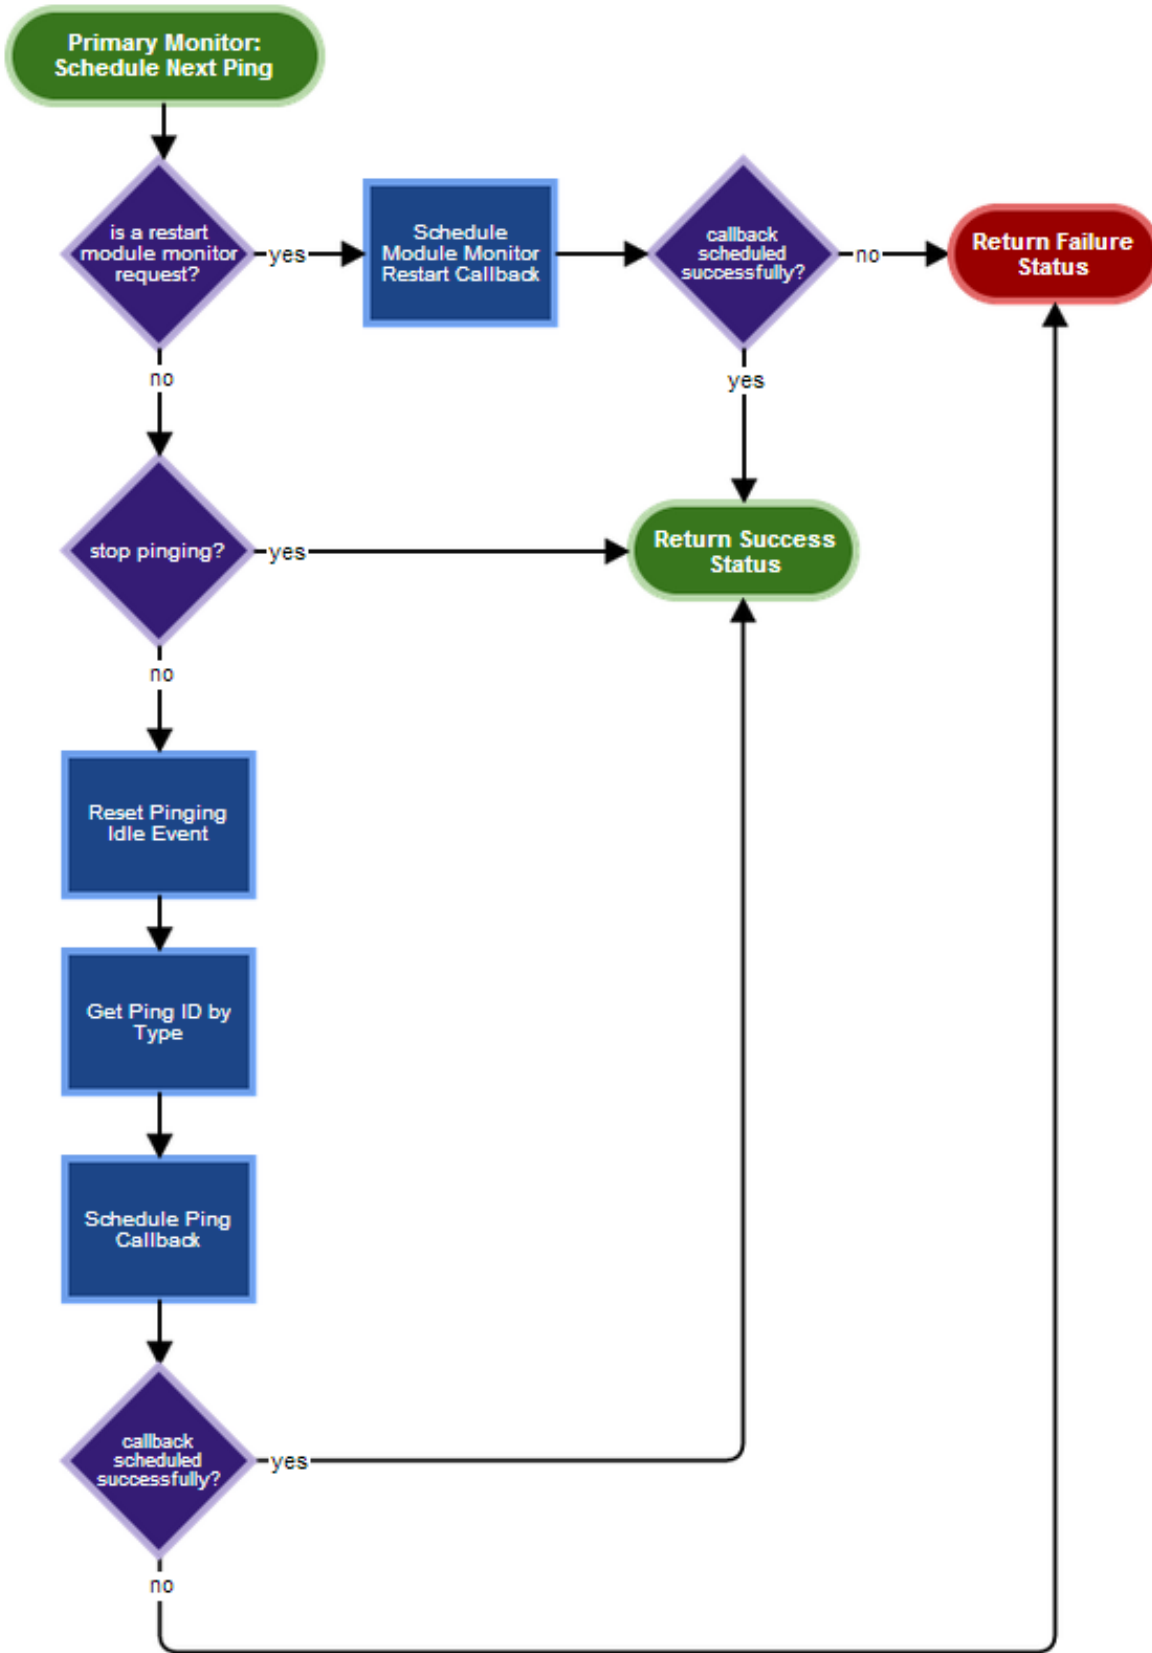 Primary Monitor:
Schedule Next Ping
is a restart
module monitor
request?
yes
Schedule
Module Monitor
Restart Callback
callback
scheduled
successfully?
no
Return Failure
Status
no
yes
stop pinging?
yes
Return Success
Status
no
Reset Pinging
Idle Event
Get Ping ID by
Type
Schedule Ping
Callback
callback
scheduled
successfully?
yes
no